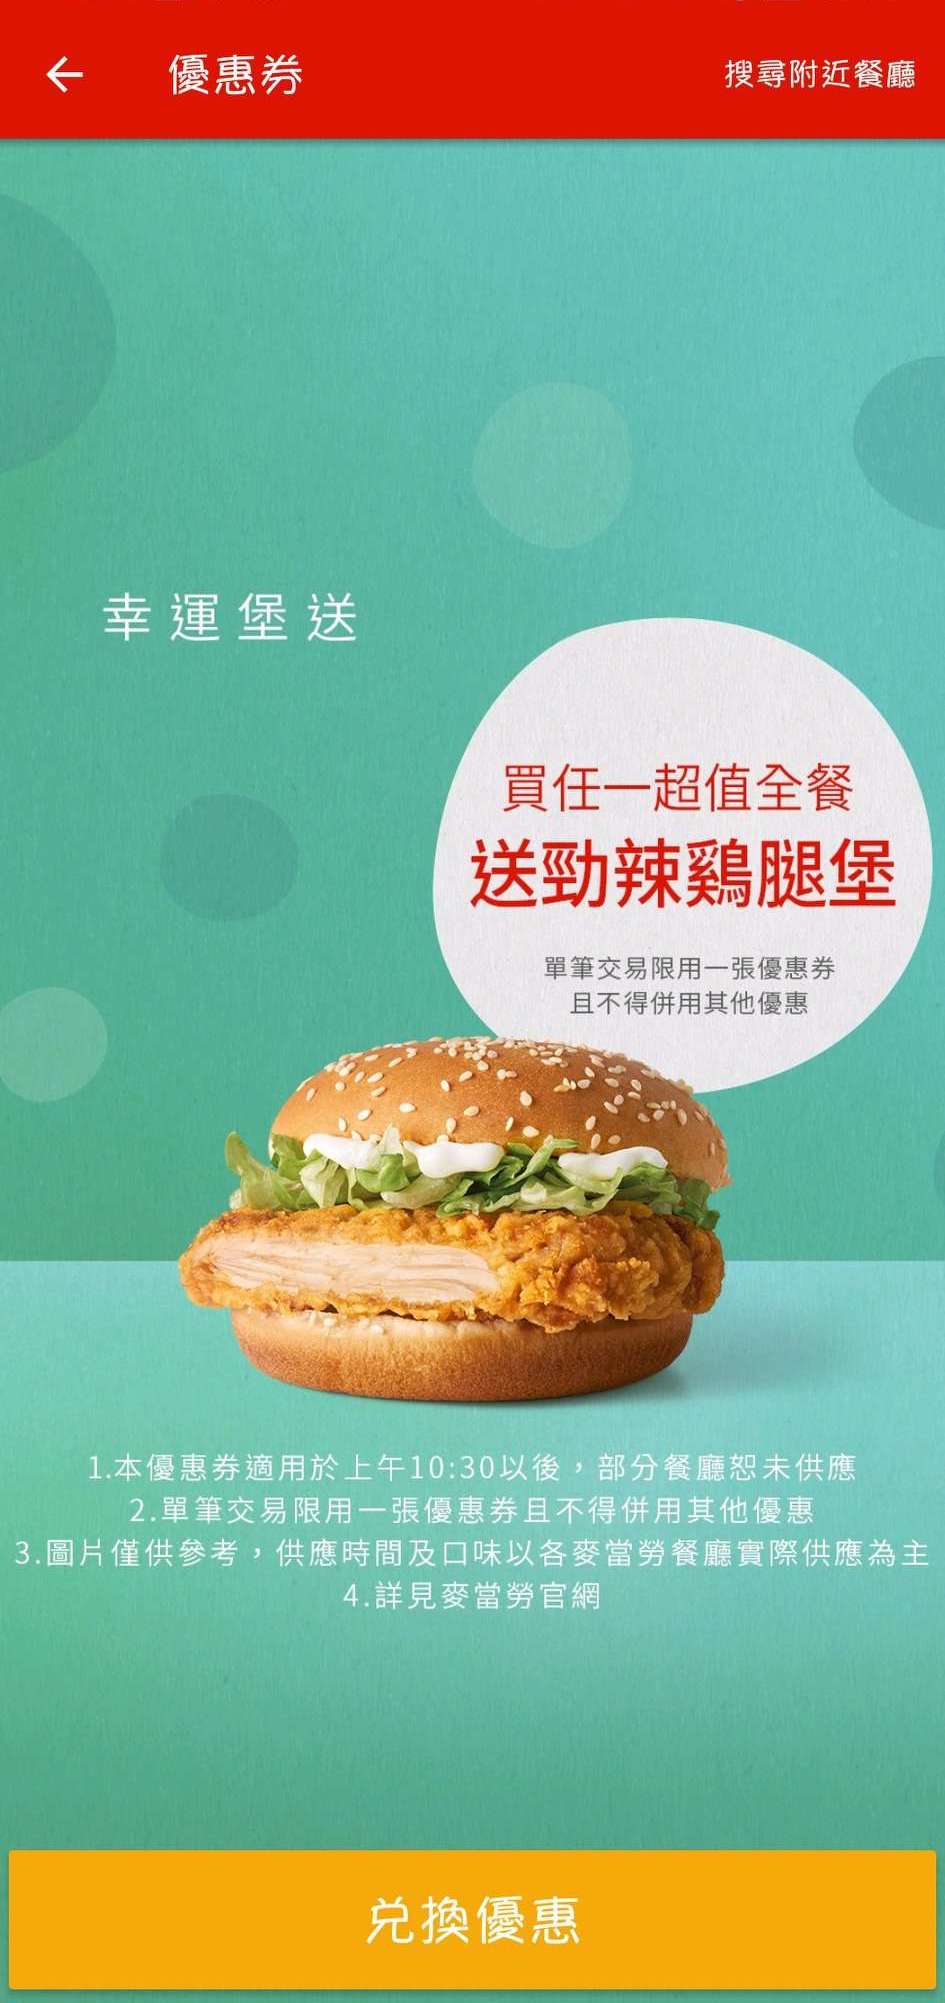 優惠券
搜尋附近餐廳
幸運堡送
買任一超值全餐
送勁辣鷄腿堡
單筆交易限用一張優惠券
且不得併用其他優惠
1.本優惠券適用於上午10:30以後，部分餐廳恕未供應
2.單筆交易限用一張優惠券且不得併用其他優惠
3.圖片僅供參考，供應時間及口味以各麥當勞餐廳實際供應為主
4.詳見麥當勞官網
兌換優惠